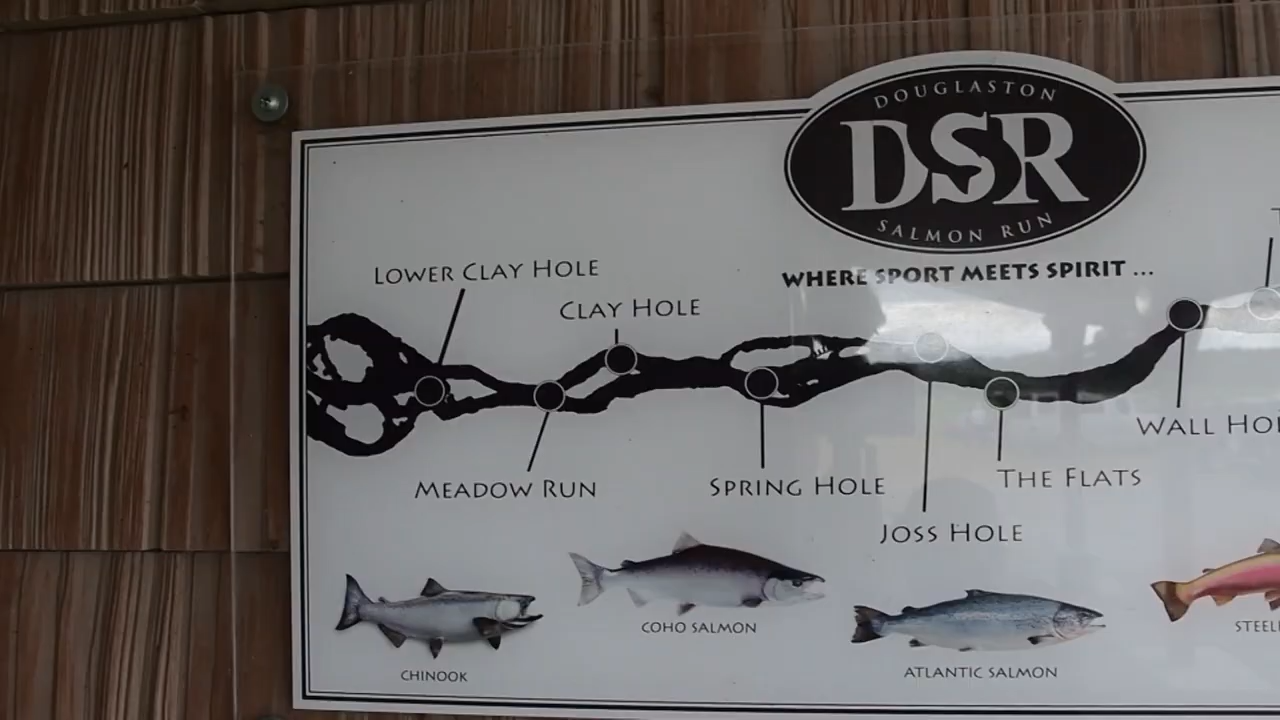 DOUGLASTON
DSR
SALMON RUN
WHERE SPORT MEETS SPIRIT ...
LOWER CLAY HOLE
CLAY HOLE
WALL
MEADOW RUN
SPRING HOLE
THE FLATS
JOSS HOLE
COHO SALMON
CHINOOK
ATLANTIC SALMON